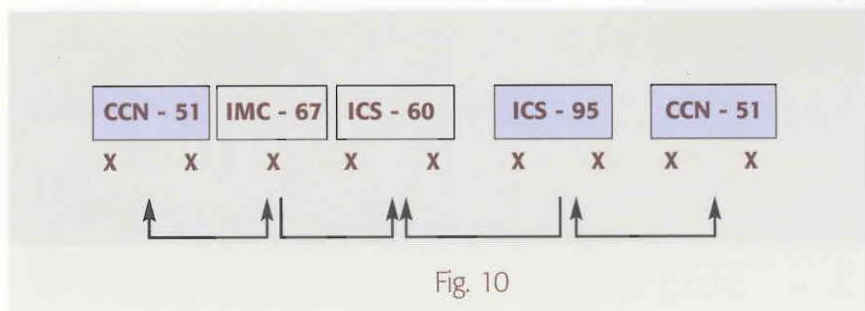 CCN - 51 IMC - 67 ICS - 60 ICS - 95 CCN - 51
X X X X X X X X X
Fig. 10